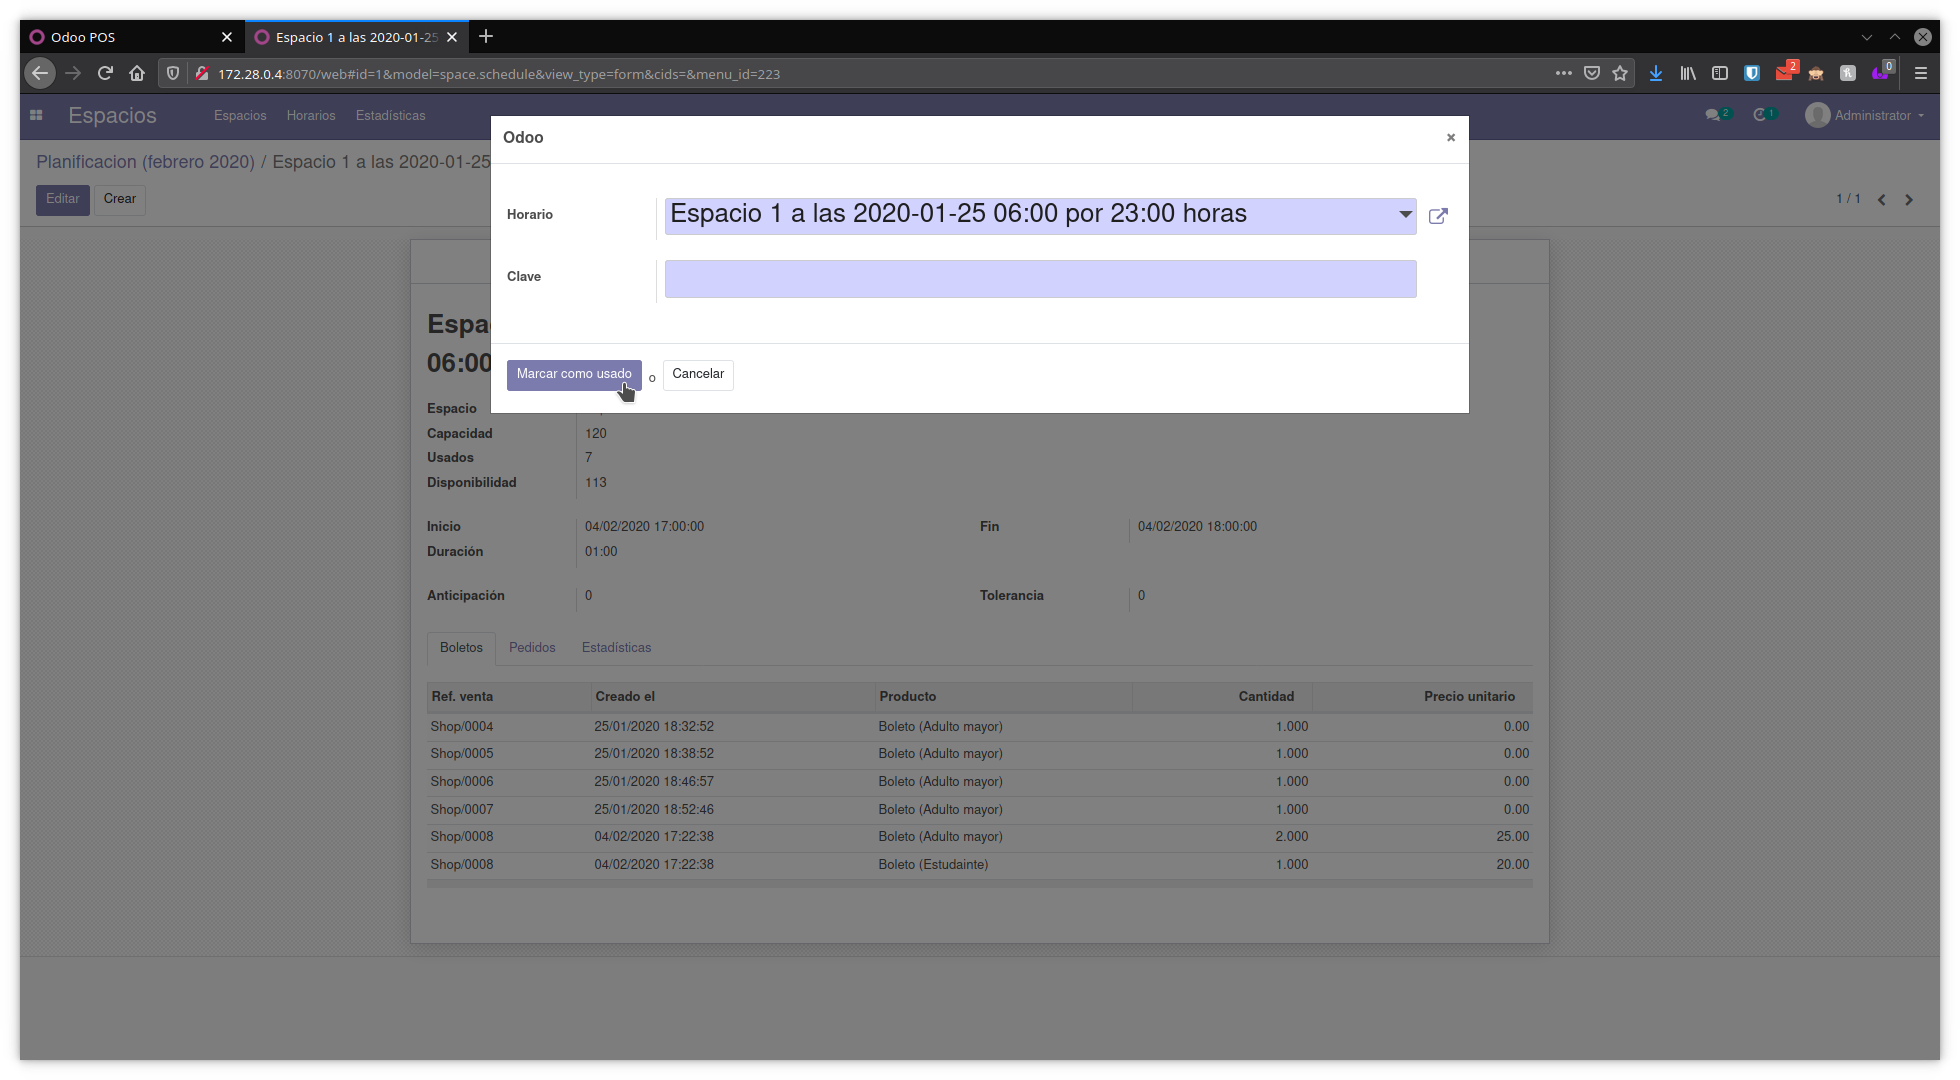 Odoo POS
Espacio 1 a las 2020-01-25
172.28.0.4:8070/web#id=1&model=space.schedule&view_type=form&cids=&menu_id=223
2
0
Espacios
Espacios
Horarios
Estadísticas
2
1
Administrator
Planificacion (febrero 2020) / Espacio 1 a las 2020-01-25
Editar
Crear
1 / 1
Odoo
×
Horario
Espacio 1 a las 2020-01-25 06:00 por 23:00 horas
Clave
Marcar como usado
o
Cancelar
Espa
06:00
Espacio
Capacidad 120
Usados 7
Disponibilidad 113
Inicio 04/02/2020 17:00:00 Fin 04/02/2020 18:00:00
Duración 01:00
Anticipación 0 Tolerancia 0
Boletos Pedidos Estadísticas
Ref. venta Creado el Producto Cantidad Precio unitario
Shop/0004 25/01/2020 18:32:52 Boleto (Adulto mayor) 1.000 0.00
Shop/0005 25/01/2020 18:38:52 Boleto (Adulto mayor) 1.000 0.00
Shop/0006 25/01/2020 18:46:57 Boleto (Adulto mayor) 1.000 0.00
Shop/0007 25/01/2020 18:52:46 Boleto (Adulto mayor) 1.000 0.00
Shop/0008 04/02/2020 17:22:38 Boleto (Adulto mayor) 2.000 25.00
Shop/0008 04/02/2020 17:22:38 Boleto (Estudainte) 1.000 20.00